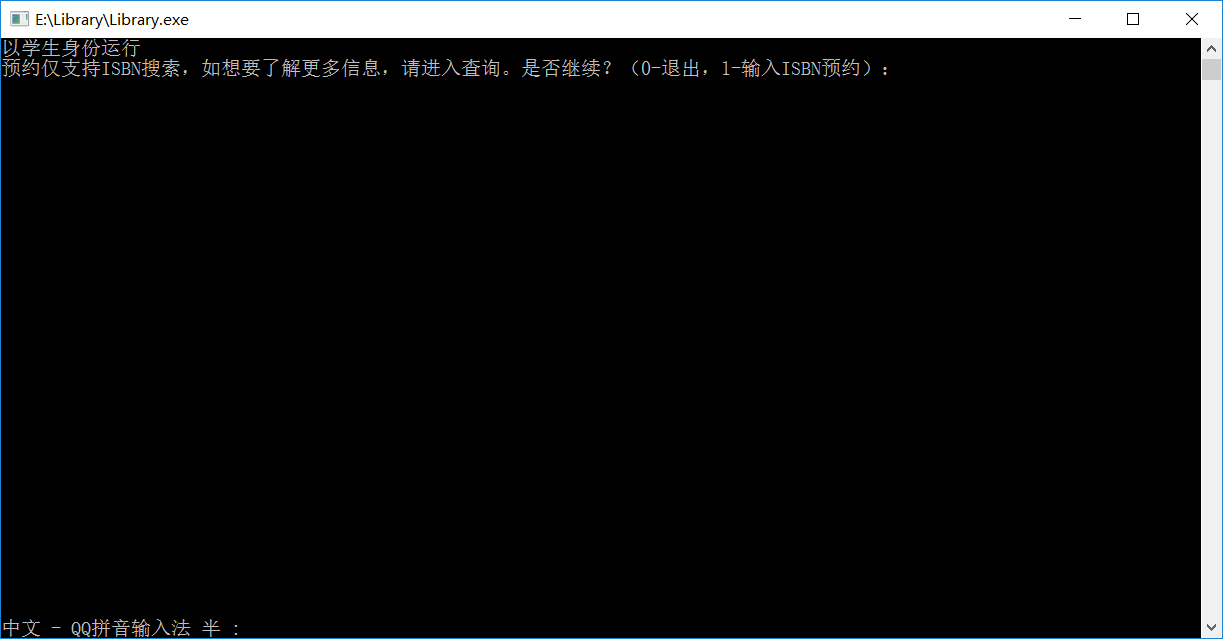 E:\Library\Library.exe
以学生身份运行
预约仅支持ISBN搜索，如想要了解更多信息，请进入查询。是否继续？（0-退出，1-输入ISBN预约）：
中文 - QQ拼音输入法 半 :